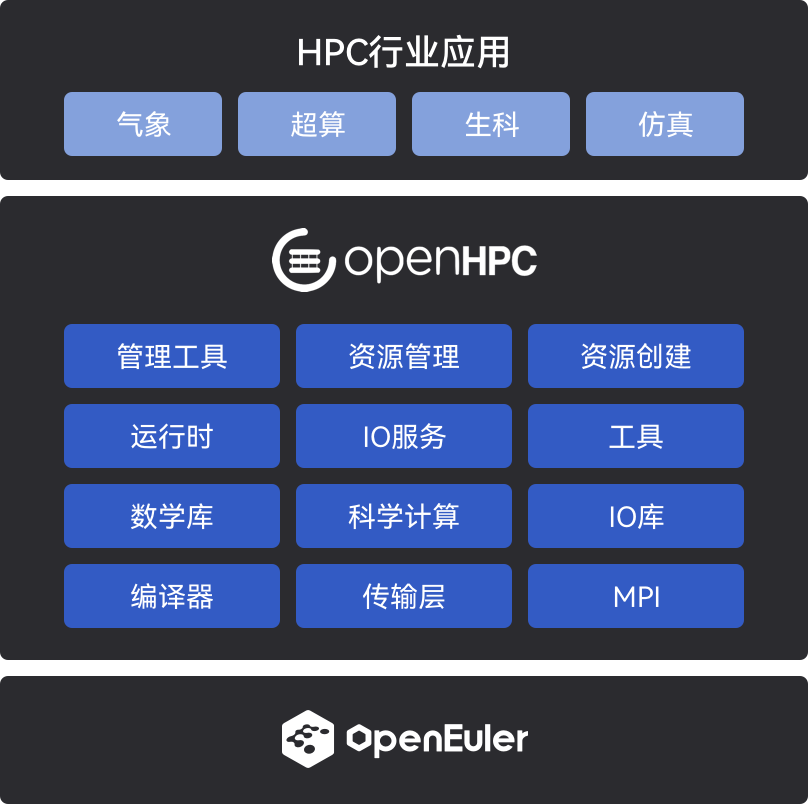 HPC行业应用
气象 超算 生科 仿真
openHPC
管理工具 资源管理 资源创建
运行时 IO服务 工具
数学库 科学计算 IO库
编译器 传输层 MPI
OpenEuler